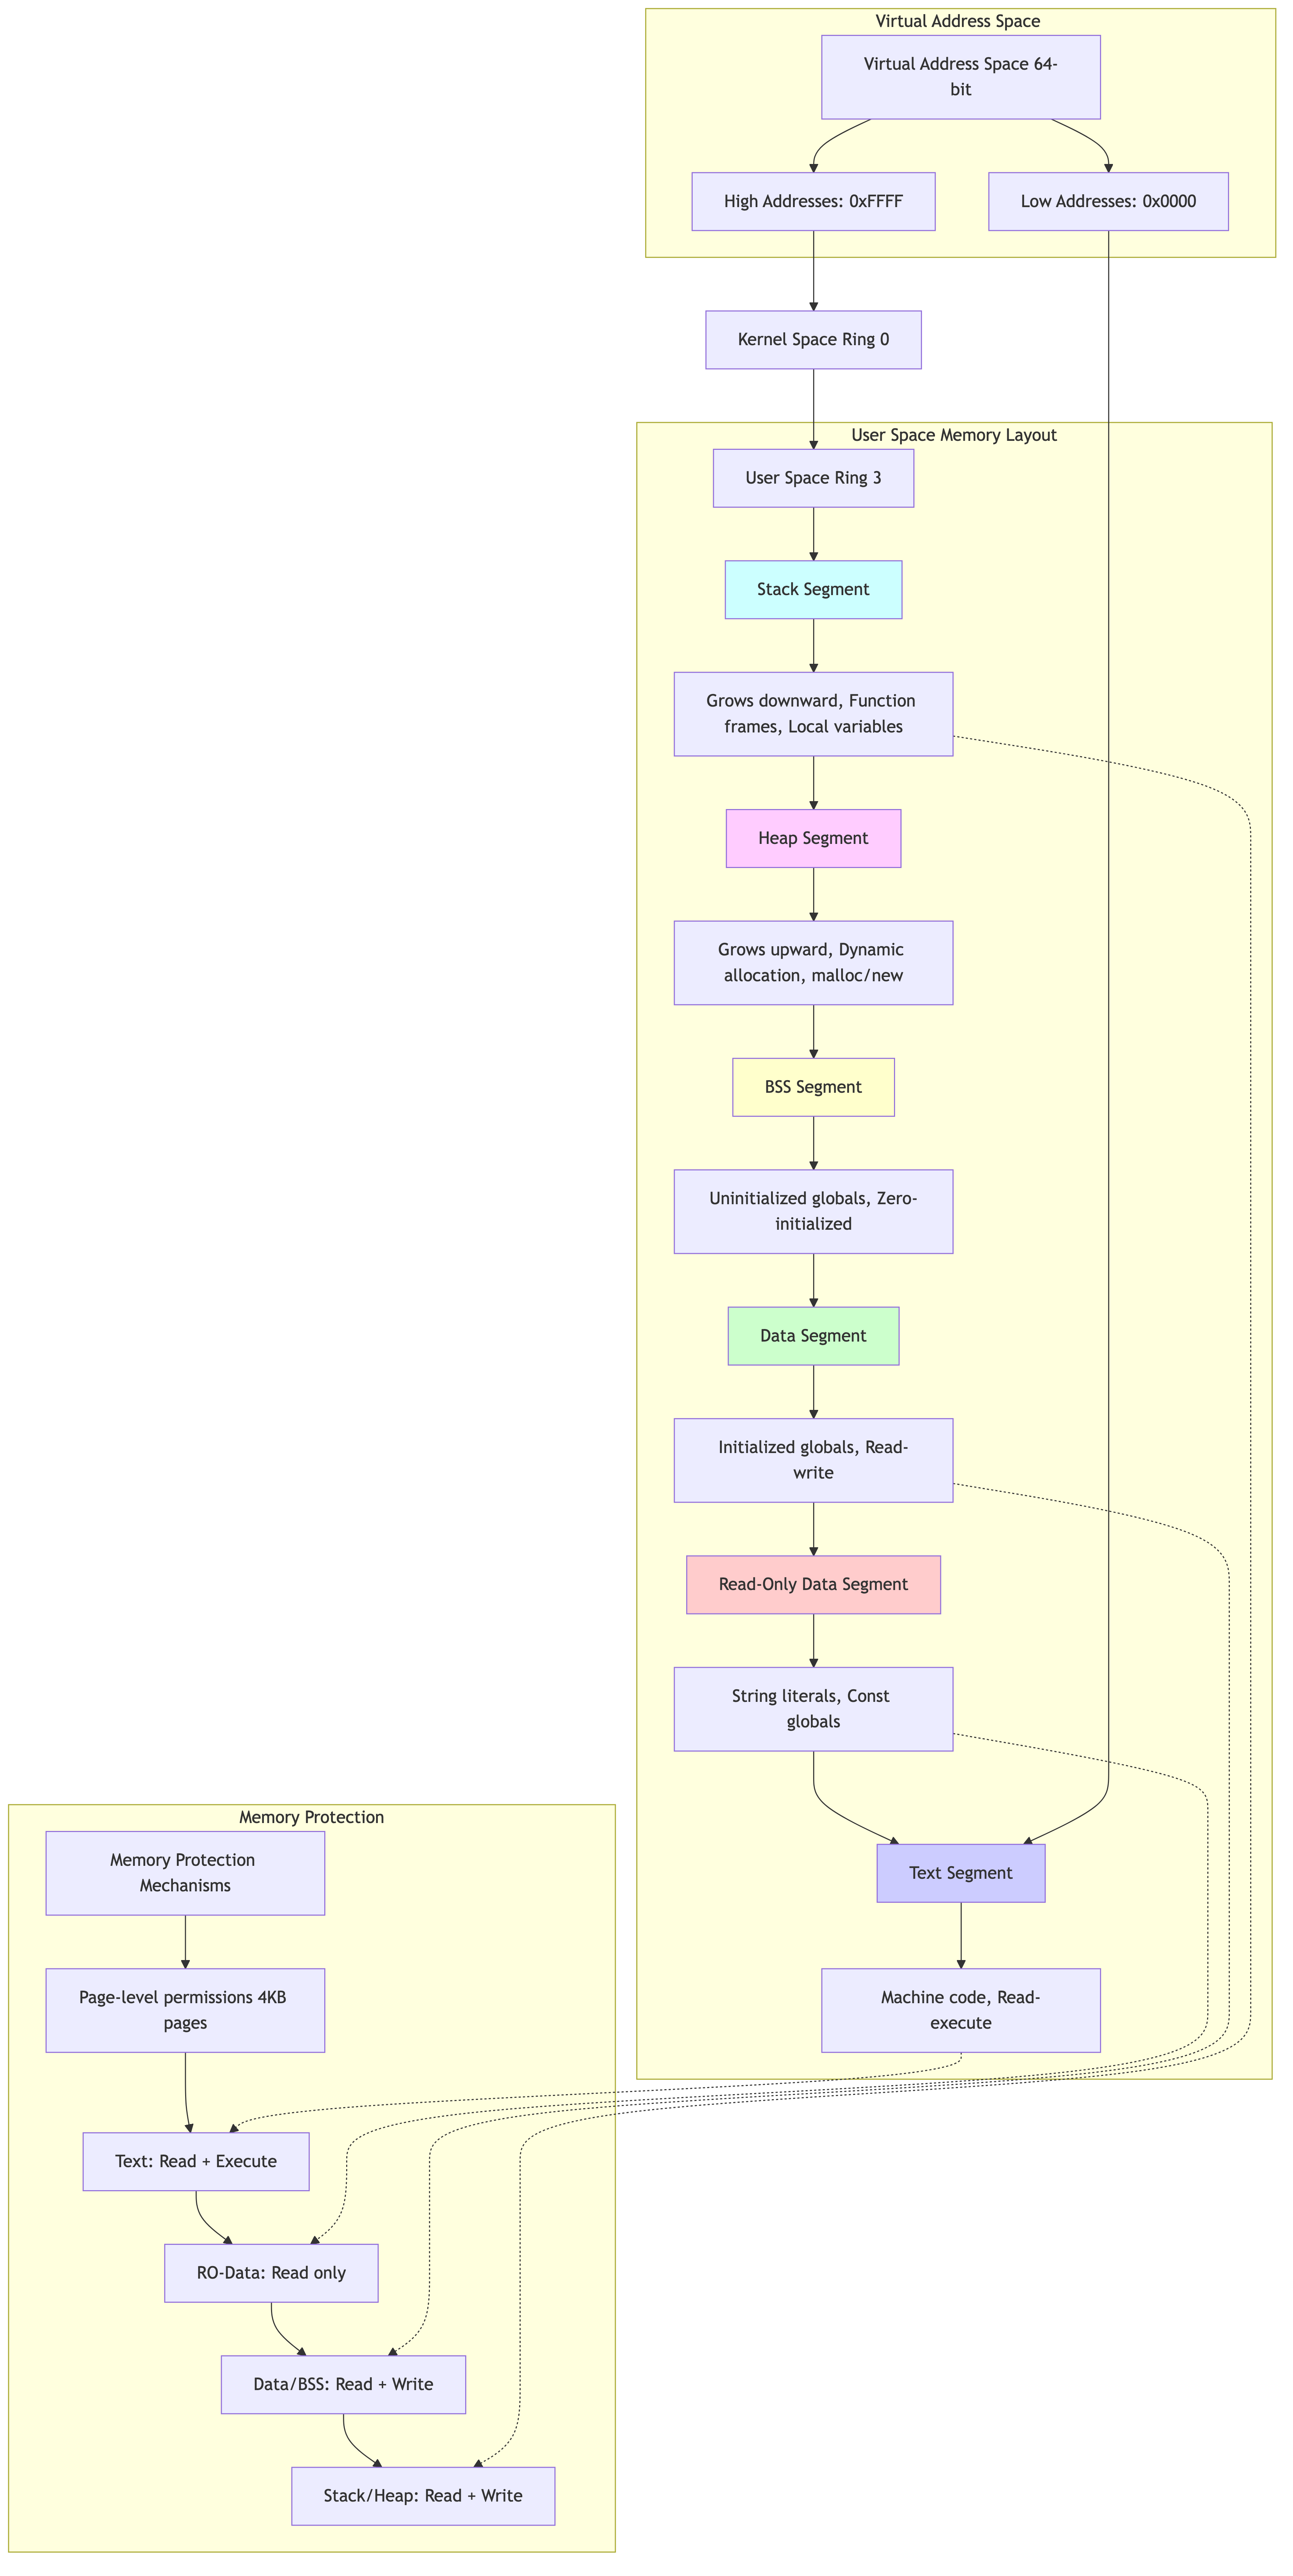 Virtual Address Space
Virtual Address Space 64-
bit
High Addresses: 0xFFFF
Low Addresses: 0x0000
Kernel Space Ring 0
User Space Memory Layout
User Space Ring 3
Stack Segment
Grows downward, Function
frames, Local variables
Heap Segment
Grows upward, Dynamic
allocation, malloc/new
BSS Segment
Uninitialized globals, Zero-
initialized
Data Segment
Initialized globals, Read-
write
Read-Only Data Segment
String literals, Const
globals
Text Segment
Machine code, Read-
execute
Memory Protection
Memory Protection
Mechanisms
Page-level permissions 4KB
pages
Text: Read + Execute
RO-Data: Read only
Data/BSS: Read + Write
Stack/Heap: Read + Write